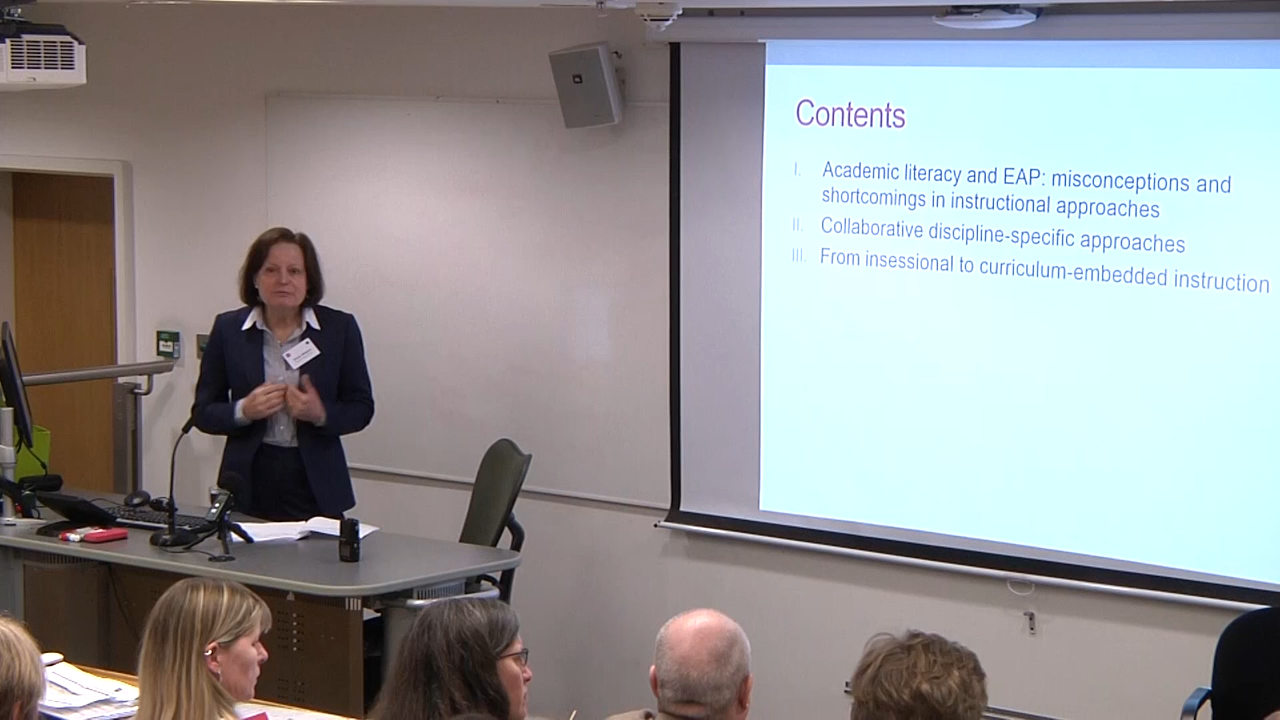 Contents
I. Academic literacy and EAP: misconceptions and
shortcomings in instructional approaches
II. Collaborative discipline-specific approaches
III. From insessional to curriculum-embedded instruction